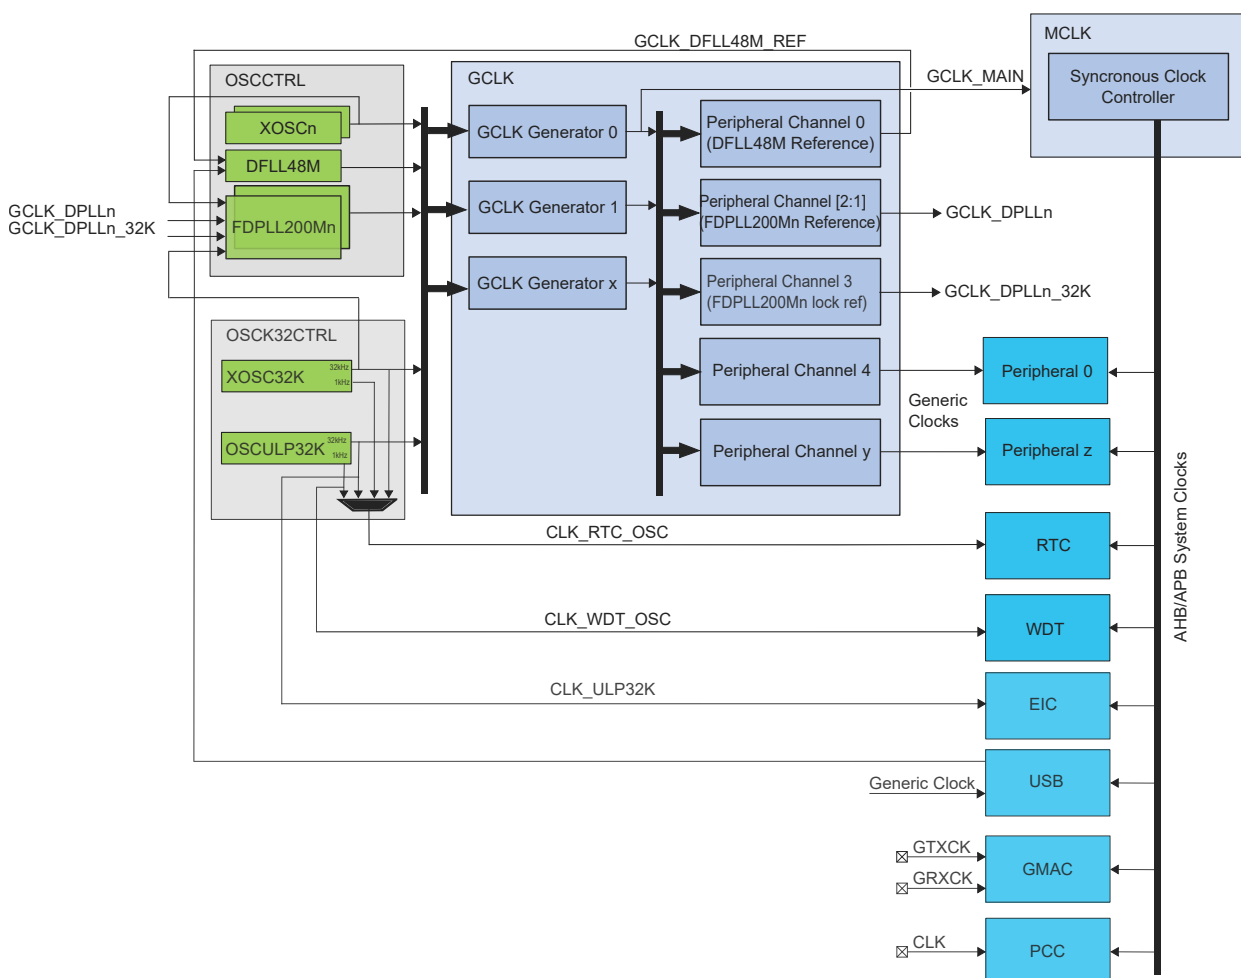 GCLK_DFLL48M_REF
MCLK
OSCCTRL
GCLK
GCLK_MAIN
Syncronous Clock
Controller
XOSCn
GCLK Generator 0
Peripheral Channel 0
(DFLL48M Reference)
DFLL48M
GCLK_DPLLn
GCLK_DPLLn_32K
FDPLL200Mn
GCLK Generator 1
Peripheral Channel [2:1]
(FDPLL200Mn Reference)
GCLK_DPLLn
GCLK Generator x
Peripheral Channel 3
(FDPLL200Mn lock ref)
GCLK_DPLLn_32K
OSCK32CTRL
XOSC32K
32kHz
1kHz
Peripheral Channel 4
Peripheral 0
Generic
Clocks
OSCULP32K
32kHz
1kHz
Peripheral Channel y
Peripheral z
CLK_RTC_OSC
RTC
AHB/APB System Clocks
CLK_WDT_OSC
WDT
CLK_ULP32K
EIC
USB
Generic Clock
GTXCK
GMAC
GRXCK
CLK
PCC